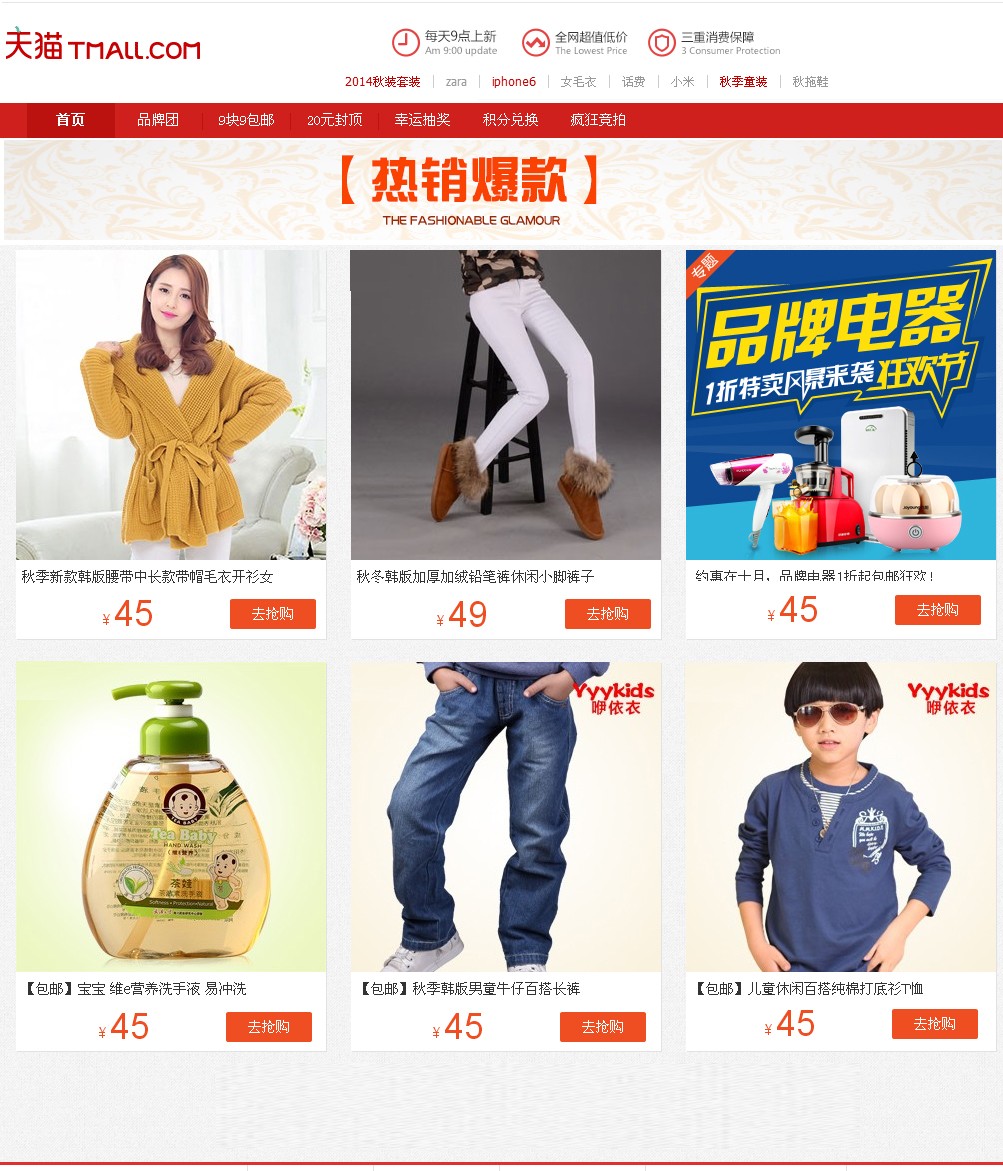 天猫 TMALL.COM
每天9点上新
Am 9:00 update
全网超值低价
The Lowest Price
三重消费保障
3 Consumer Protection
2014秋装套装 zara iphone6 女毛衣 话费 小米 秋季童装 秋拖鞋
首页 品牌团 9块9包邮 20元封顶 幸运抽奖 积分兑换 疯狂竞拍
【热销爆款】
THE FASHIONABLE GLAMOUR
专题
品牌电器
1折特卖风暴来袭 狂欢节
Joyoung
秋季新款韩版腰带中长款带帽毛衣开衫女
¥45 去抢购
秋冬韩版加厚加绒铅笔裤休闲小脚裤子
¥49 去抢购
约惠在十月，品牌电器1折起包邮狂欢！
¥45 去抢购
TEA BABY
Tea Baby
HAND WASH
茶娃
Softness+Protection+Natural
Yyykids
咿依衣
Yyykids
咿依衣
【包邮】宝宝 维e营养洗手液 易冲洗
¥45 去抢购
【包邮】秋季韩版男童牛仔百搭长裤
¥45 去抢购
【包邮】儿童休闲百搭纯棉打底衫T恤
¥45 去抢购